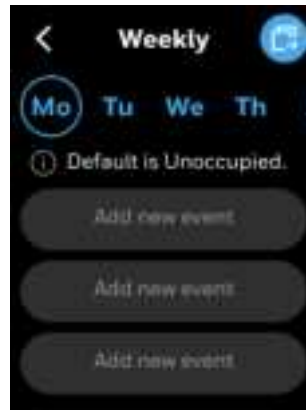 Weekly
Mo Tu We Th
Default is Unoccupied.
Add new event
Add new event
Add new event